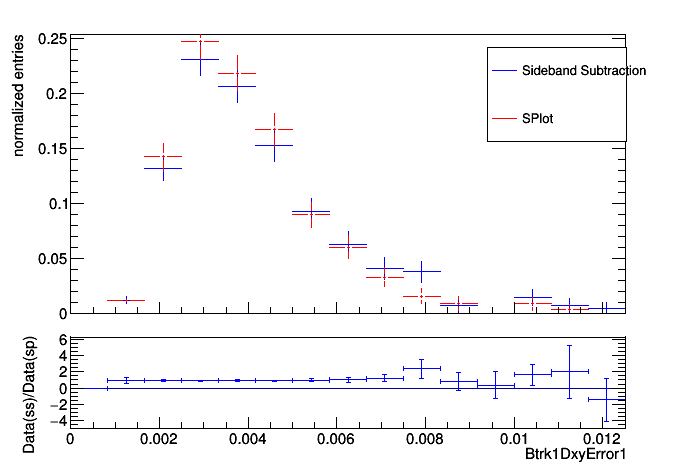 0.25
0.2
0.15
0.1
0.05
0
normalized entries
Sideband Subtraction
SPlot
6
4
2
0
−2
−4
Data(ss)/Data(sp)
0 0.002 0.004 0.006 0.008 0.01 0.012
Btrk1DxyError1